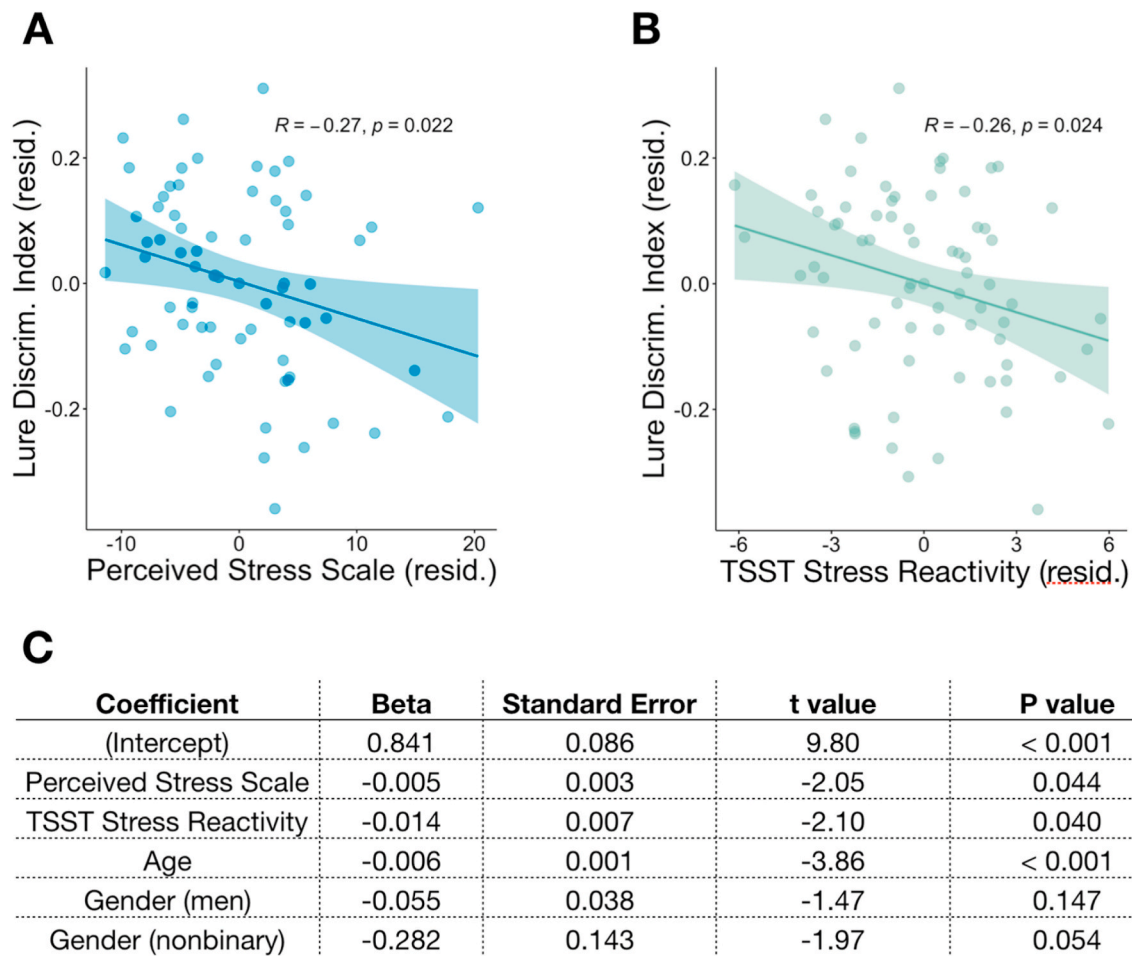 A
B
R = −0.27, p = 0.022
R = −0.26, p = 0.024
Lure Discrim. Index (resid.)
0.2
0.0
-0.2
-10 0 10 20
Perceived Stress Scale (resid.)
Lure Discrim. Index (resid.)
0.2
0.0
-0.2
-6 -3 0 3 6
TSST Stress Reactivity (resid.)
C
Coefficient Beta Standard Error t value P value
(Intercept) 0.841 0.086 9.80 < 0.001
Perceived Stress Scale -0.005 0.003 -2.05 0.044
TSST Stress Reactivity -0.014 0.007 -2.10 0.040
Age -0.006 0.001 -3.86 < 0.001
Gender (men) -0.055 0.038 -1.47 0.147
Gender (nonbinary) -0.282 0.143 -1.97 0.054